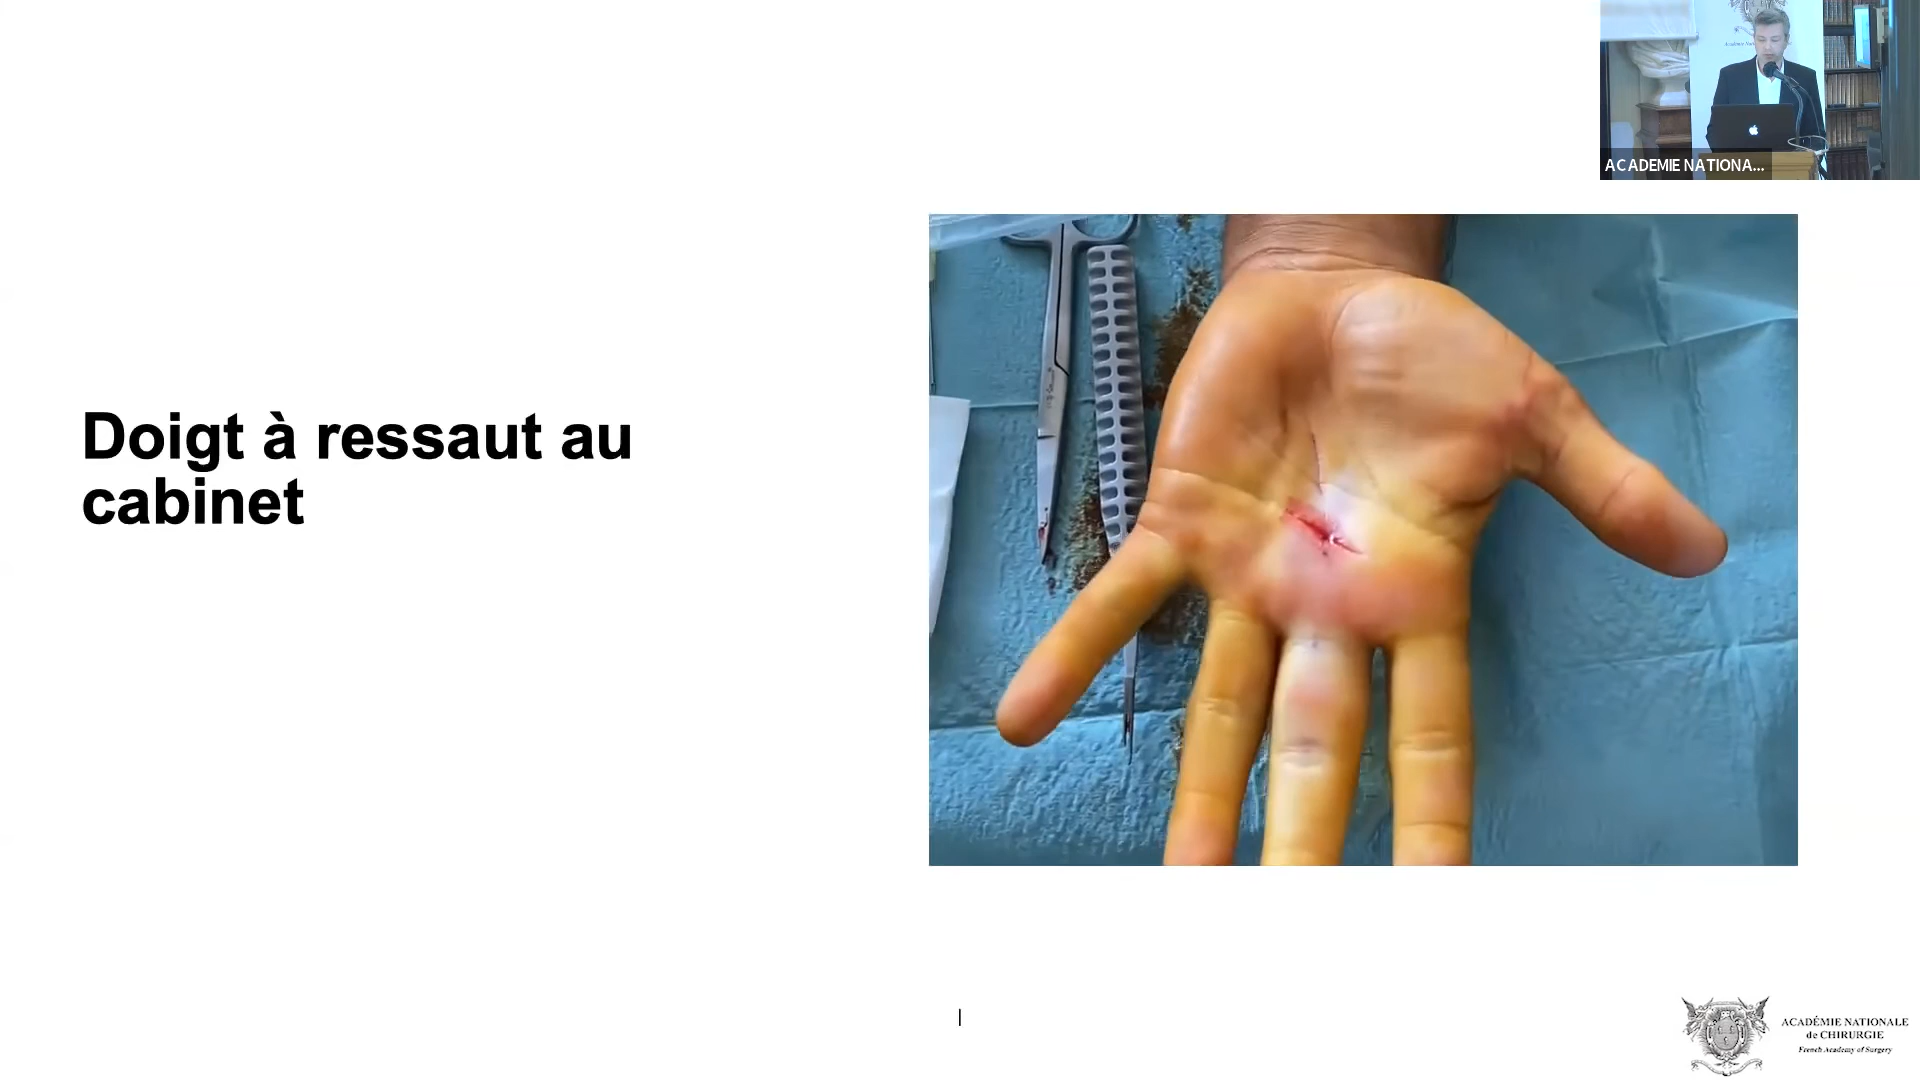 ACADEMIE NATIONA...
Doigt à ressaut au
cabinet
ACADÉMIE NATIONALE
de CHIRURGIE
French Academy of Surgery